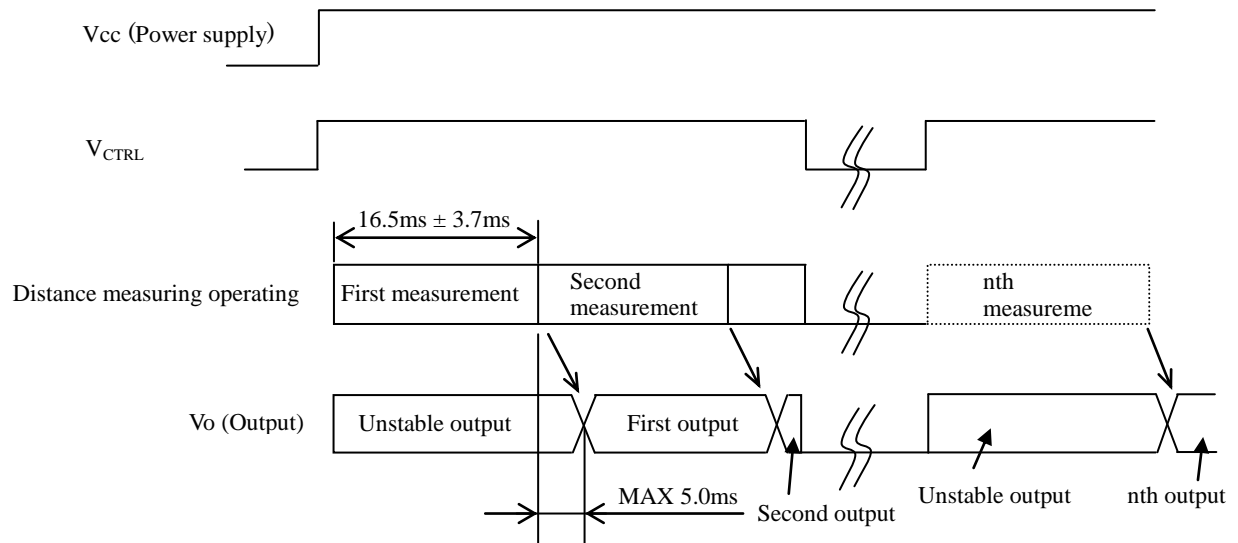 Vcc (Power supply)
V_CTRL
16.5ms ± 3.7ms
Distance measuring operating
First measurement
Second
measurement
nth
measureme
Vo (Output)
Unstable output
First output
MAX 5.0ms
Second output
Unstable output
nth output